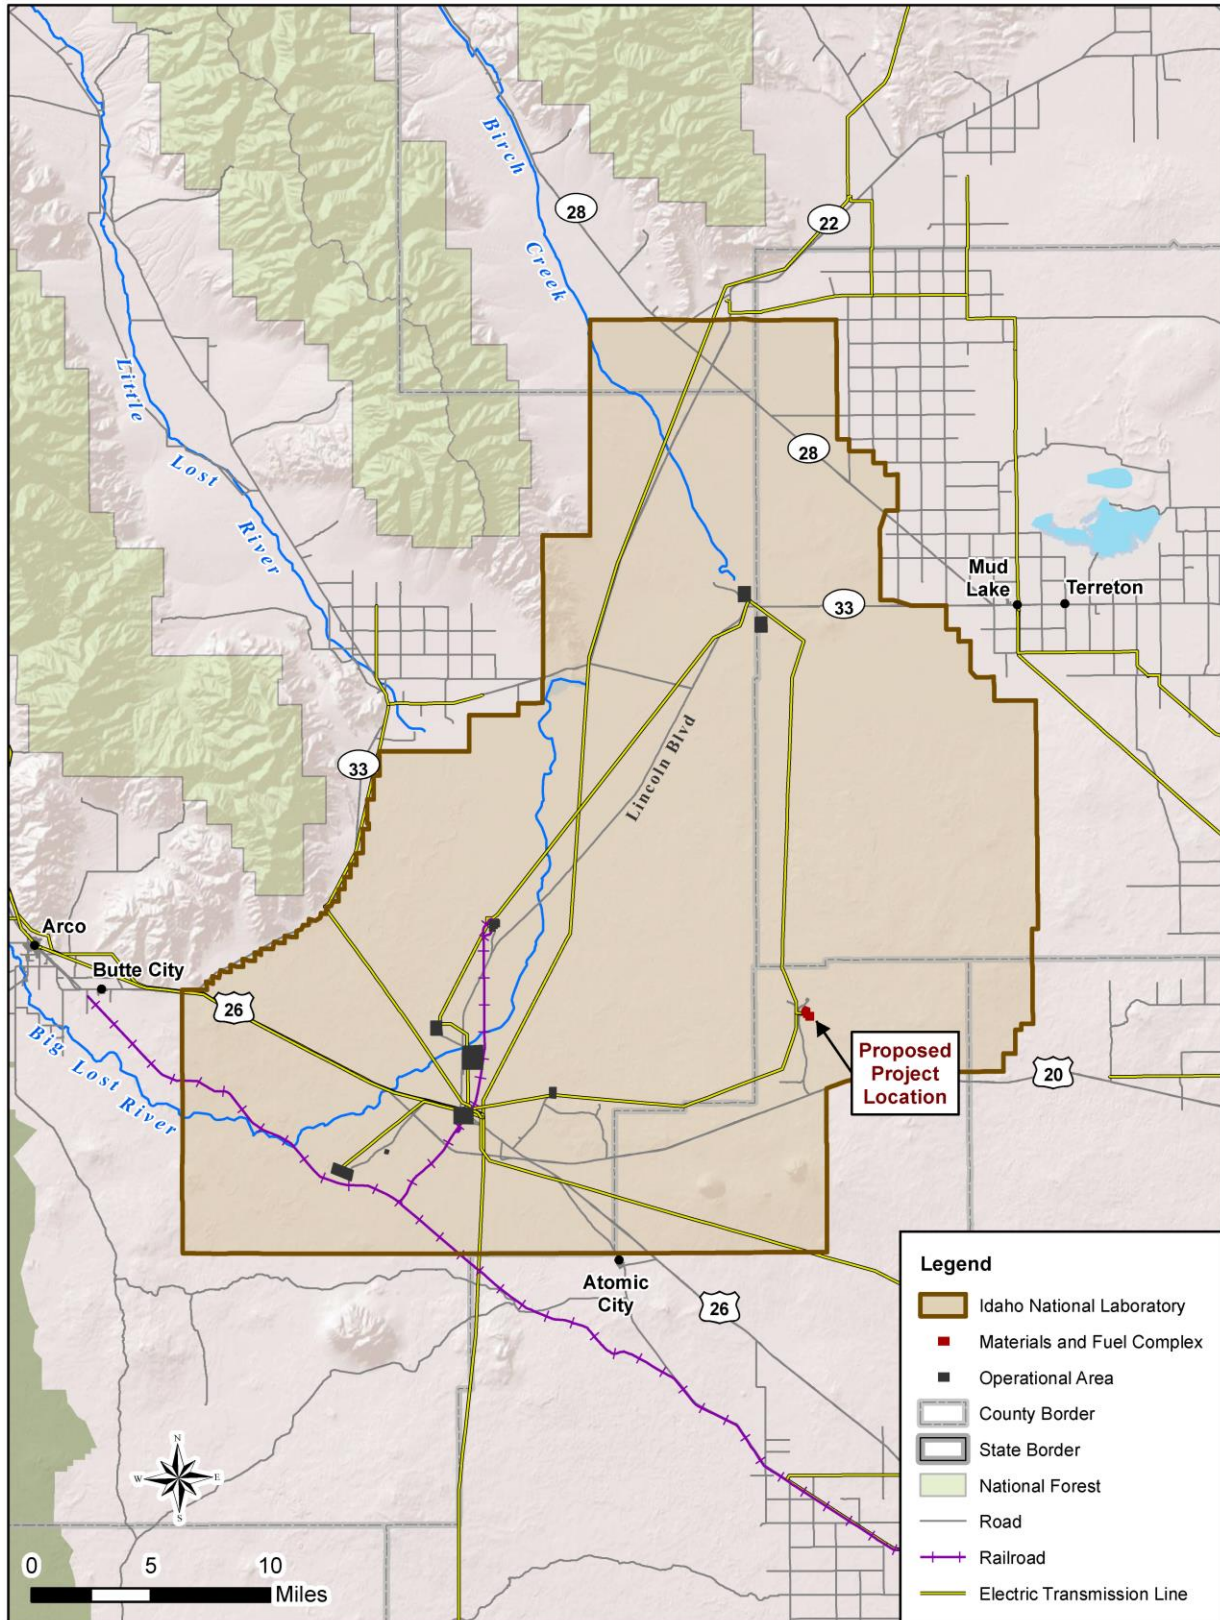 Birch
28
22
Creek
Little
28
Lost
Mud
Lake
Terreton
River
33
Lincoln Blvd
33
Arco
Butte City
26
Big Lost
River
Proposed
Project
Location
20
Atomic
City
26
Legend
Idaho National Laboratory
Materials and Fuel Complex
Operational Area
County Border
State Border
National Forest
Road
Railroad
Electric Transmission Line
N
W
E
S
0 5 10
Miles